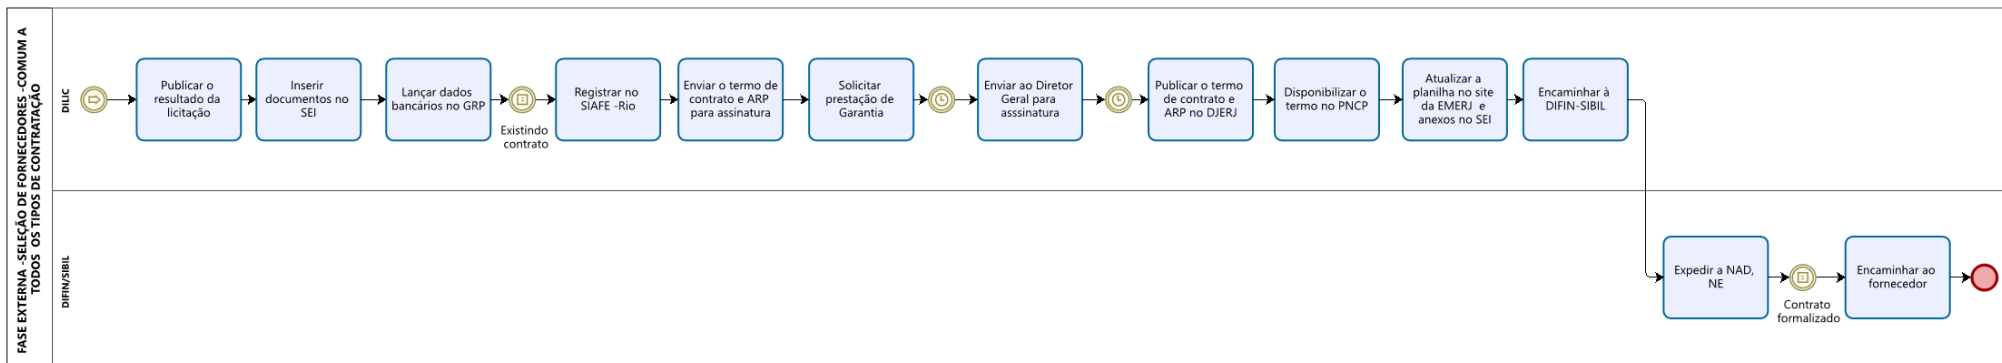 FASE EXTERNA -SELEÇÃO DE FORNECEDORES -COMUM A
TODOS  OS TIPOS DE CONTRATAÇÃO
DILIC
Publicar o
resultado da
licitação
Inserir
documentos no
SEI
Lançar dados
bancários no GRP
Existindo
contrato
Registrar no
SIAFE -Rio
Enviar o termo de
contrato e ARP
para assinatura
Solicitar
prestação de
Garantia
Enviar ao Diretor
Geral para
asssinatura
Publicar o termo
de contrato e
ARP no DJERJ
Disponibilizar o
termo no PNCP
Atualizar a
planilha no site
da EMERJ  e
anexos no SEI
Encaminhar à
DIFIN-SIBIL
DIFIN/SIBIL
Expedir a NAD,
NE
Contrato
formalizado
Encaminhar ao
fornecedor